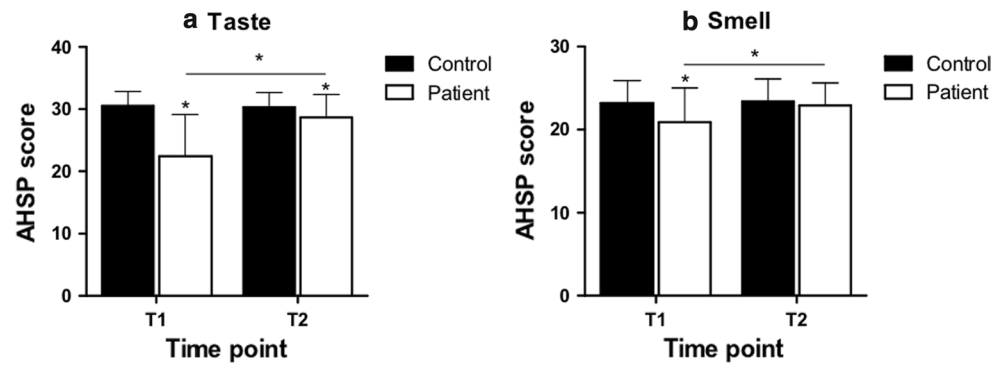 a Taste
40
30
20
10
0
AHSP score
*
*
*
T1
T2
Time point
Control
Patient
b Smell
30
20
10
0
AHSP score
*
*
T1
T2
Time point
Control
Patient